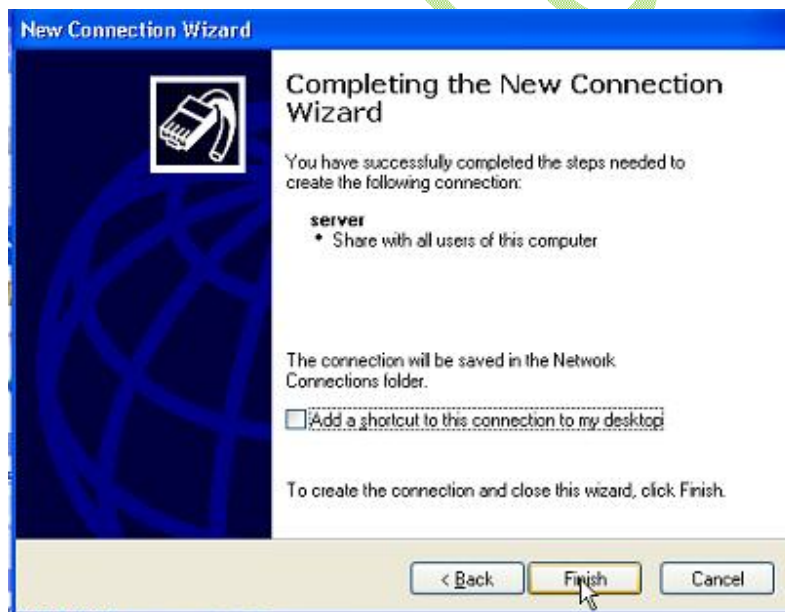 New Connection Wizard
Completing the New Connection
Wizard
You have successfully completed the steps needed to
create the following connection:
server
• Share with all users of this computer
The connection will be saved in the Network
Connections folder.
Add a shortcut to this connection to my desktop
To create the connection and close this wizard, click Finish.
< Back Finish Cancel